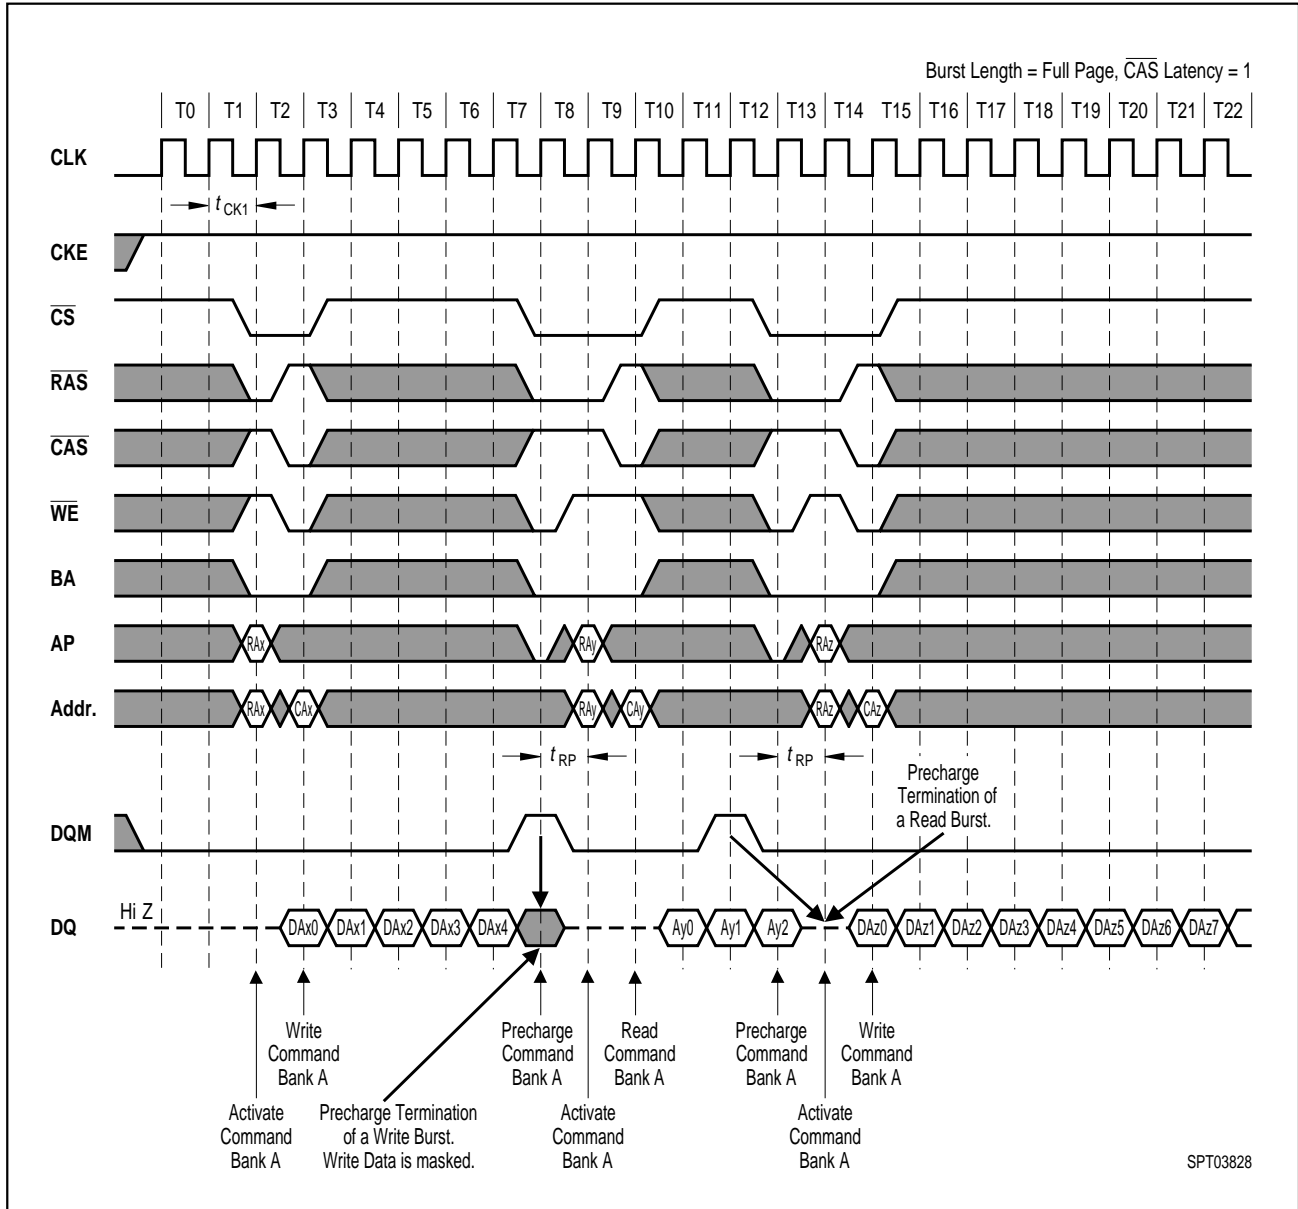 Burst Length = Full Page, CAS Latency = 1
T0 T1 T2 T3 T4 T5 T6 T7 T8 T9 T10 T11 T12 T13 T14 T15 T16 T17 T18 T19 T20 T21 T22
CLK
t CK1
CKE
CS
RAS
CAS
WE
BA
AP RAx RAy RAz
Addr. RAx CAx RAy CAy RAz CAz
t RP t RP
Precharge
Termination of
a Read Burst.
DQM
Hi Z
DQ DAx0 DAx1 DAx2 DAx3 DAx4 Ay0 Ay1 Ay2 DAz0 DAz1 DAz2 DAz3 DAz4 DAz5 DAz6 DAz7
Write
Command
Bank A
Precharge
Command
Bank A
Read
Command
Bank A
Precharge
Command
Bank A
Write
Command
Bank A
Activate
Command
Bank A
Precharge Termination
of a Write Burst.
Write Data is masked.
Activate
Command
Bank A
Activate
Command
Bank A
SPT03828